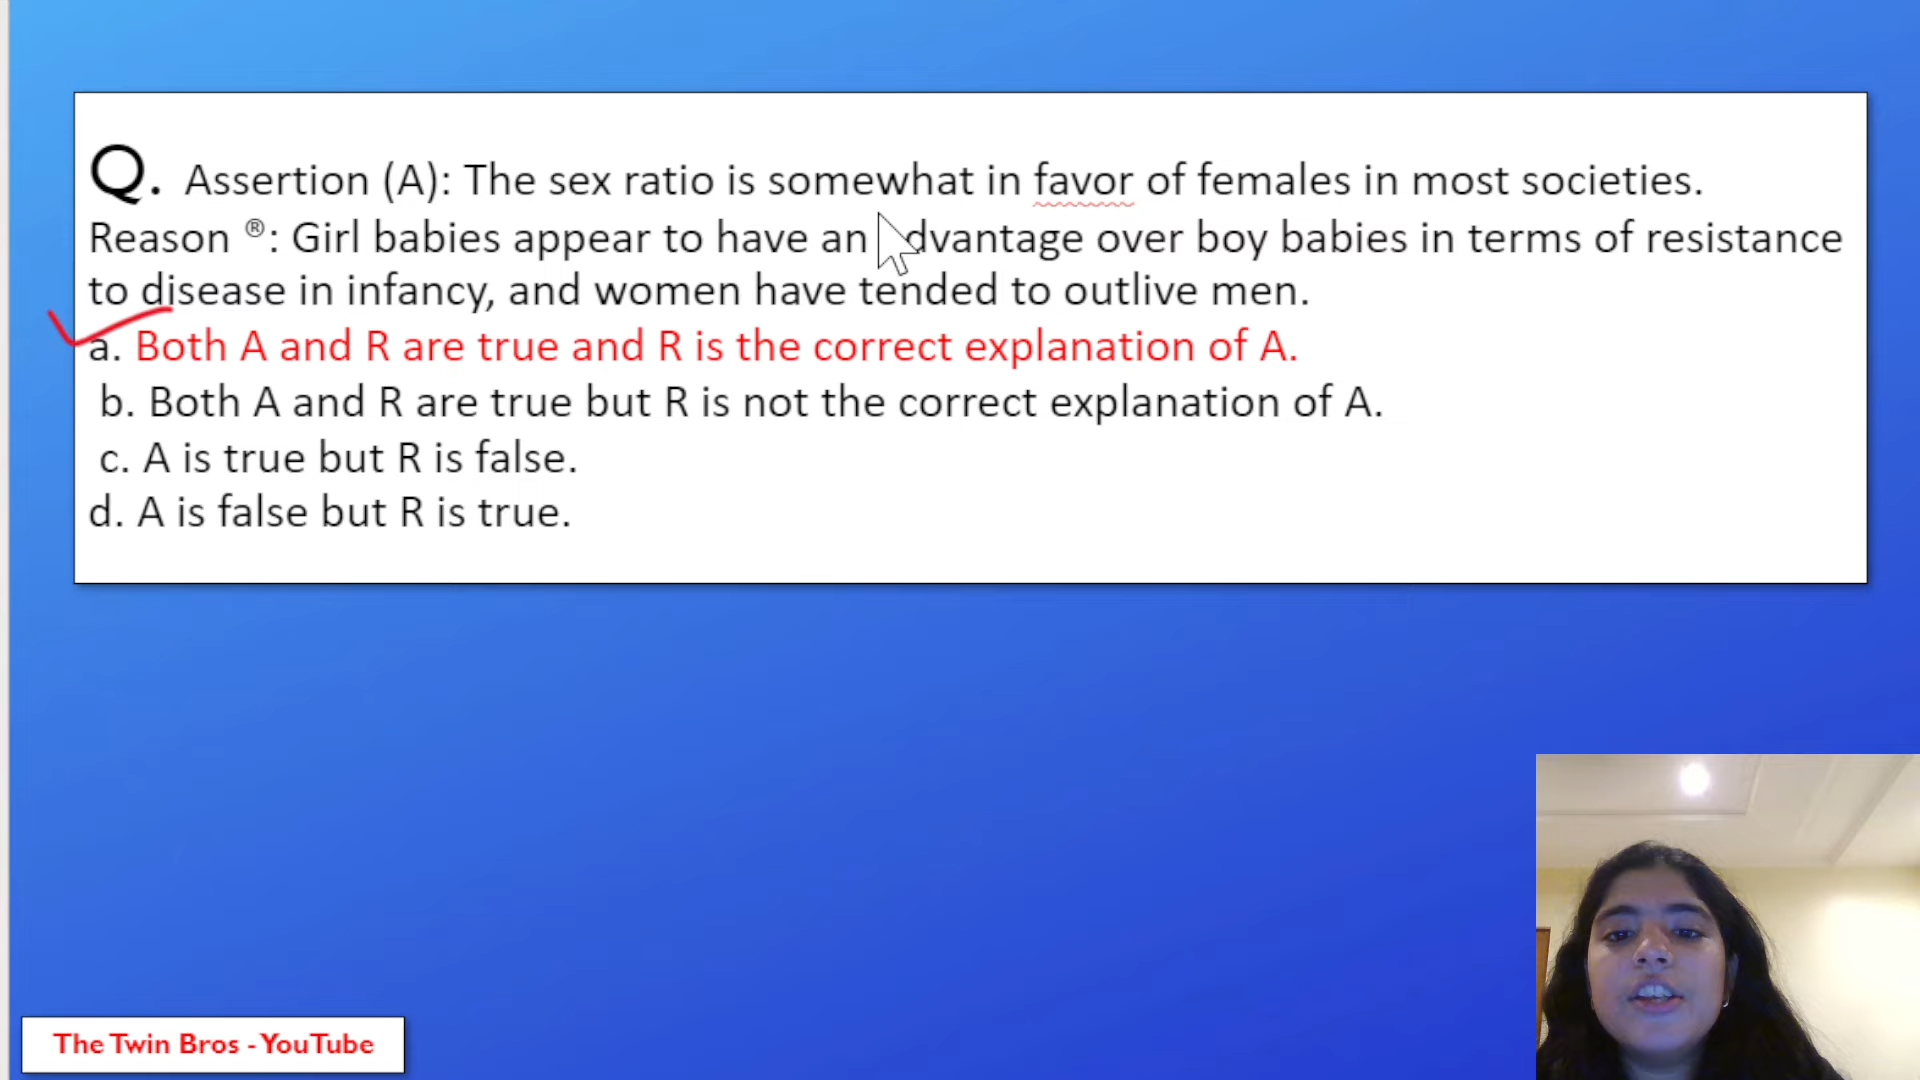 Q. Assertion (A): The sex ratio is somewhat in favor of females in most societies.
Reason ®: Girl babies appear to have an advantage over boy babies in terms of resistance
to disease in infancy, and women have tended to outlive men.
a. Both A and R are true and R is the correct explanation of A.
b. Both A and R are true but R is not the correct explanation of A.
c. A is true but R is false.
d. A is false but R is true.
The Twin Bros - YouTube